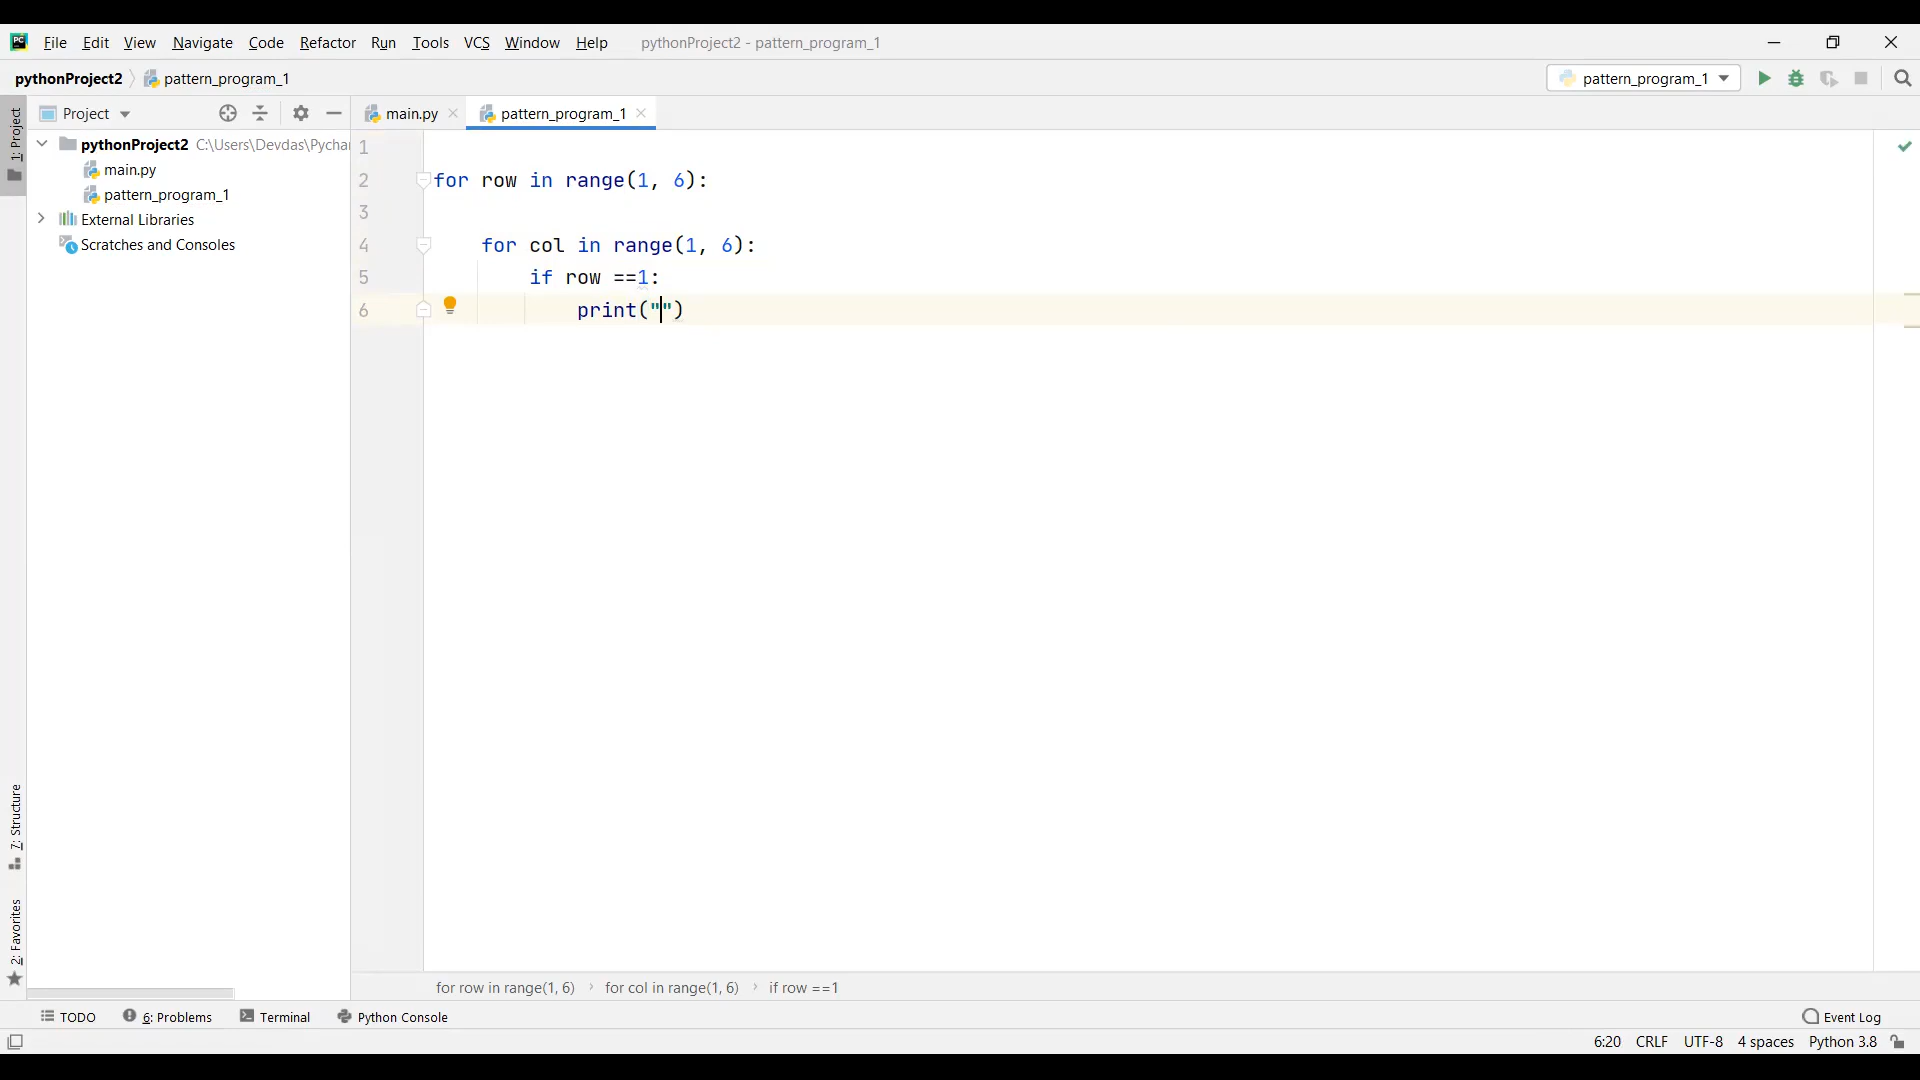 PC File Edit View Navigate Code Refactor Run Tools VCS Window Help pythonProject2 - pattern_program_1
pythonProject2 pattern_program_1 pattern_program_1
1: Project
Project
main.py pattern_program_1
pythonProject2 C:\Users\Devdas\Pychar
main.py
pattern_program_1
External Libraries
Scratches and Consoles
1
2 for row in range(1, 6):
3
4 for col in range(1, 6):
5 if row ==1:
6 print("")
7: Structure
2: Favorites
for row in range(1, 6) › for col in range(1, 6) › if row ==1
TODO 6: Problems Terminal Python Console Event Log
6:20 CRLF UTF-8 4 spaces Python 3.8